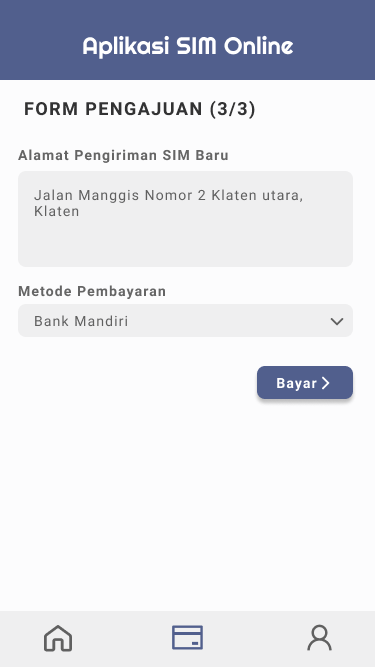 Aplikasi SIM Online
FORM PENGAJUAN (3/3)
Alamat Pengiriman SIM Baru
Jalan Manggis Nomor 2 Klaten utara,
Klaten
Metode Pembayaran
Bank Mandiri
Bayar